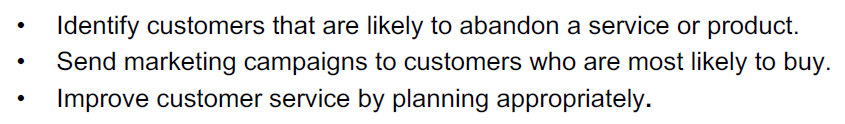 • Identify customers that are likely to abandon a service or product.
• Send marketing campaigns to customers who are most likely to buy.
• Improve customer service by planning appropriately.